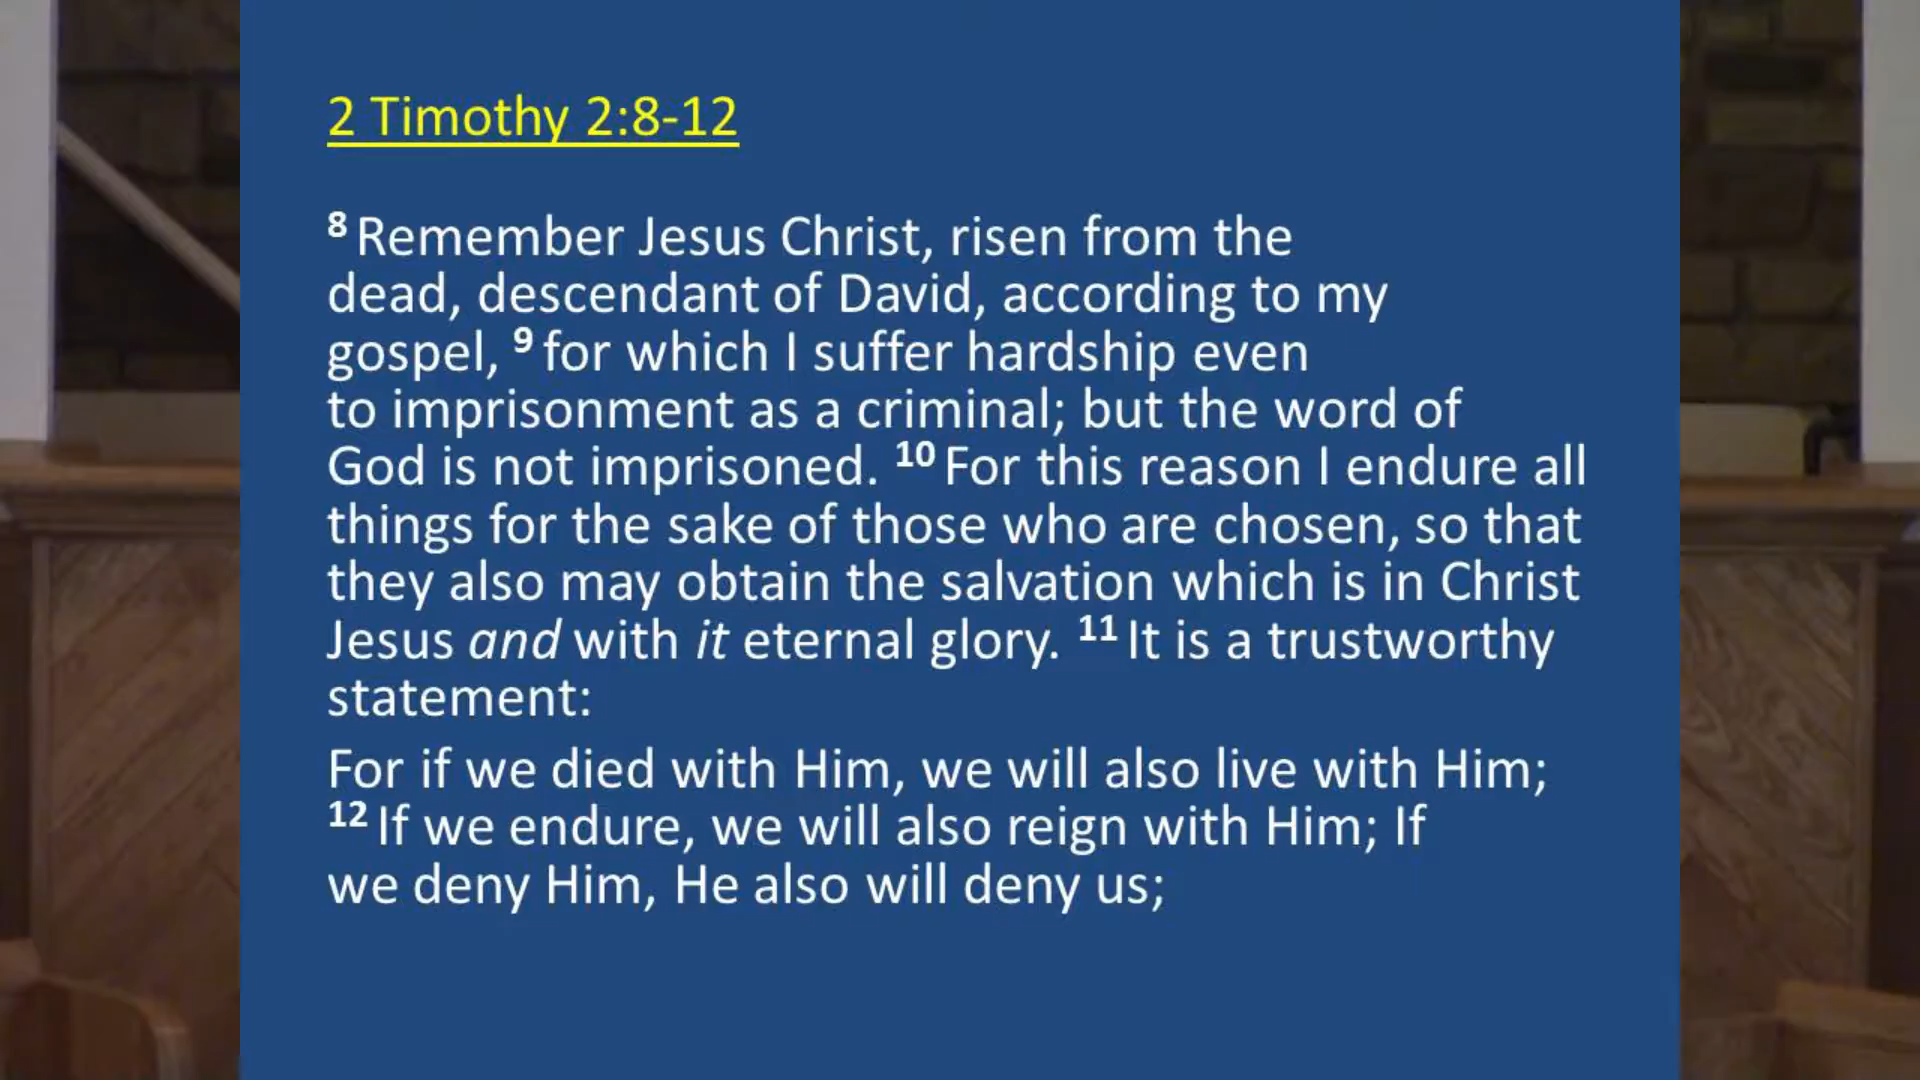 2 Timothy 2:8-12
8 Remember Jesus Christ, risen from the
dead, descendant of David, according to my
gospel, 9 for which I suffer hardship even
to imprisonment as a criminal; but the word of
God is not imprisoned. 10 For this reason I endure all
things for the sake of those who are chosen, so that
they also may obtain the salvation which is in Christ
Jesus and with it eternal glory. 11 It is a trustworthy
statement:
For if we died with Him, we will also live with Him;
12 If we endure, we will also reign with Him; If
we deny Him, He also will deny us;